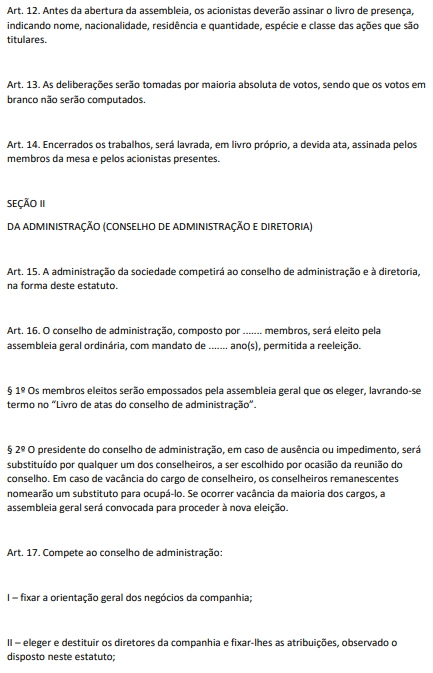 Art. 12. Antes da abertura da assembleia, os acionistas deverão assinar o livro de presença,
indicando nome, nacionalidade, residência e quantidade, espécie e classe das ações que são
titulares.
Art. 13. As deliberações serão tomadas por maioria absoluta de votos, sendo que os votos em
branco não serão computados.
Art. 14. Encerrados os trabalhos, será lavrada, em livro próprio, a devida ata, assinada pelos
membros da mesa e pelos acionistas presentes.
SEÇÃO II
DA ADMINISTRAÇÃO (CONSELHO DE ADMINISTRAÇÃO E DIRETORIA)
Art. 15. A administração da sociedade competirá ao conselho de administração e à diretoria,
na forma deste estatuto.
Art. 16. O conselho de administração, composto por ....... membros, será eleito pela
assembleia geral ordinária, com mandato de ....... ano(s), permitida a reeleição.
§ 1º Os membros eleitos serão empossados pela assembleia geral que os eleger, lavrando-se
termo no “Livro de atas do conselho de administração”.
§ 2º O presidente do conselho de administração, em caso de ausência ou impedimento, será
substituído por qualquer um dos conselheiros, a ser escolhido por ocasião da reunião do
conselho. Em caso de vacância do cargo de conselheiro, os conselheiros remanescentes
nomearão um substituto para ocupá-lo. Se ocorrer vacância da maioria dos cargos, a
assembleia geral será convocada para proceder à nova eleição.
Art. 17. Compete ao conselho de administração:
I – fixar a orientação geral dos negócios da companhia;
II – eleger e destituir os diretores da companhia e fixar-lhes as atribuições, observado o
disposto neste estatuto;